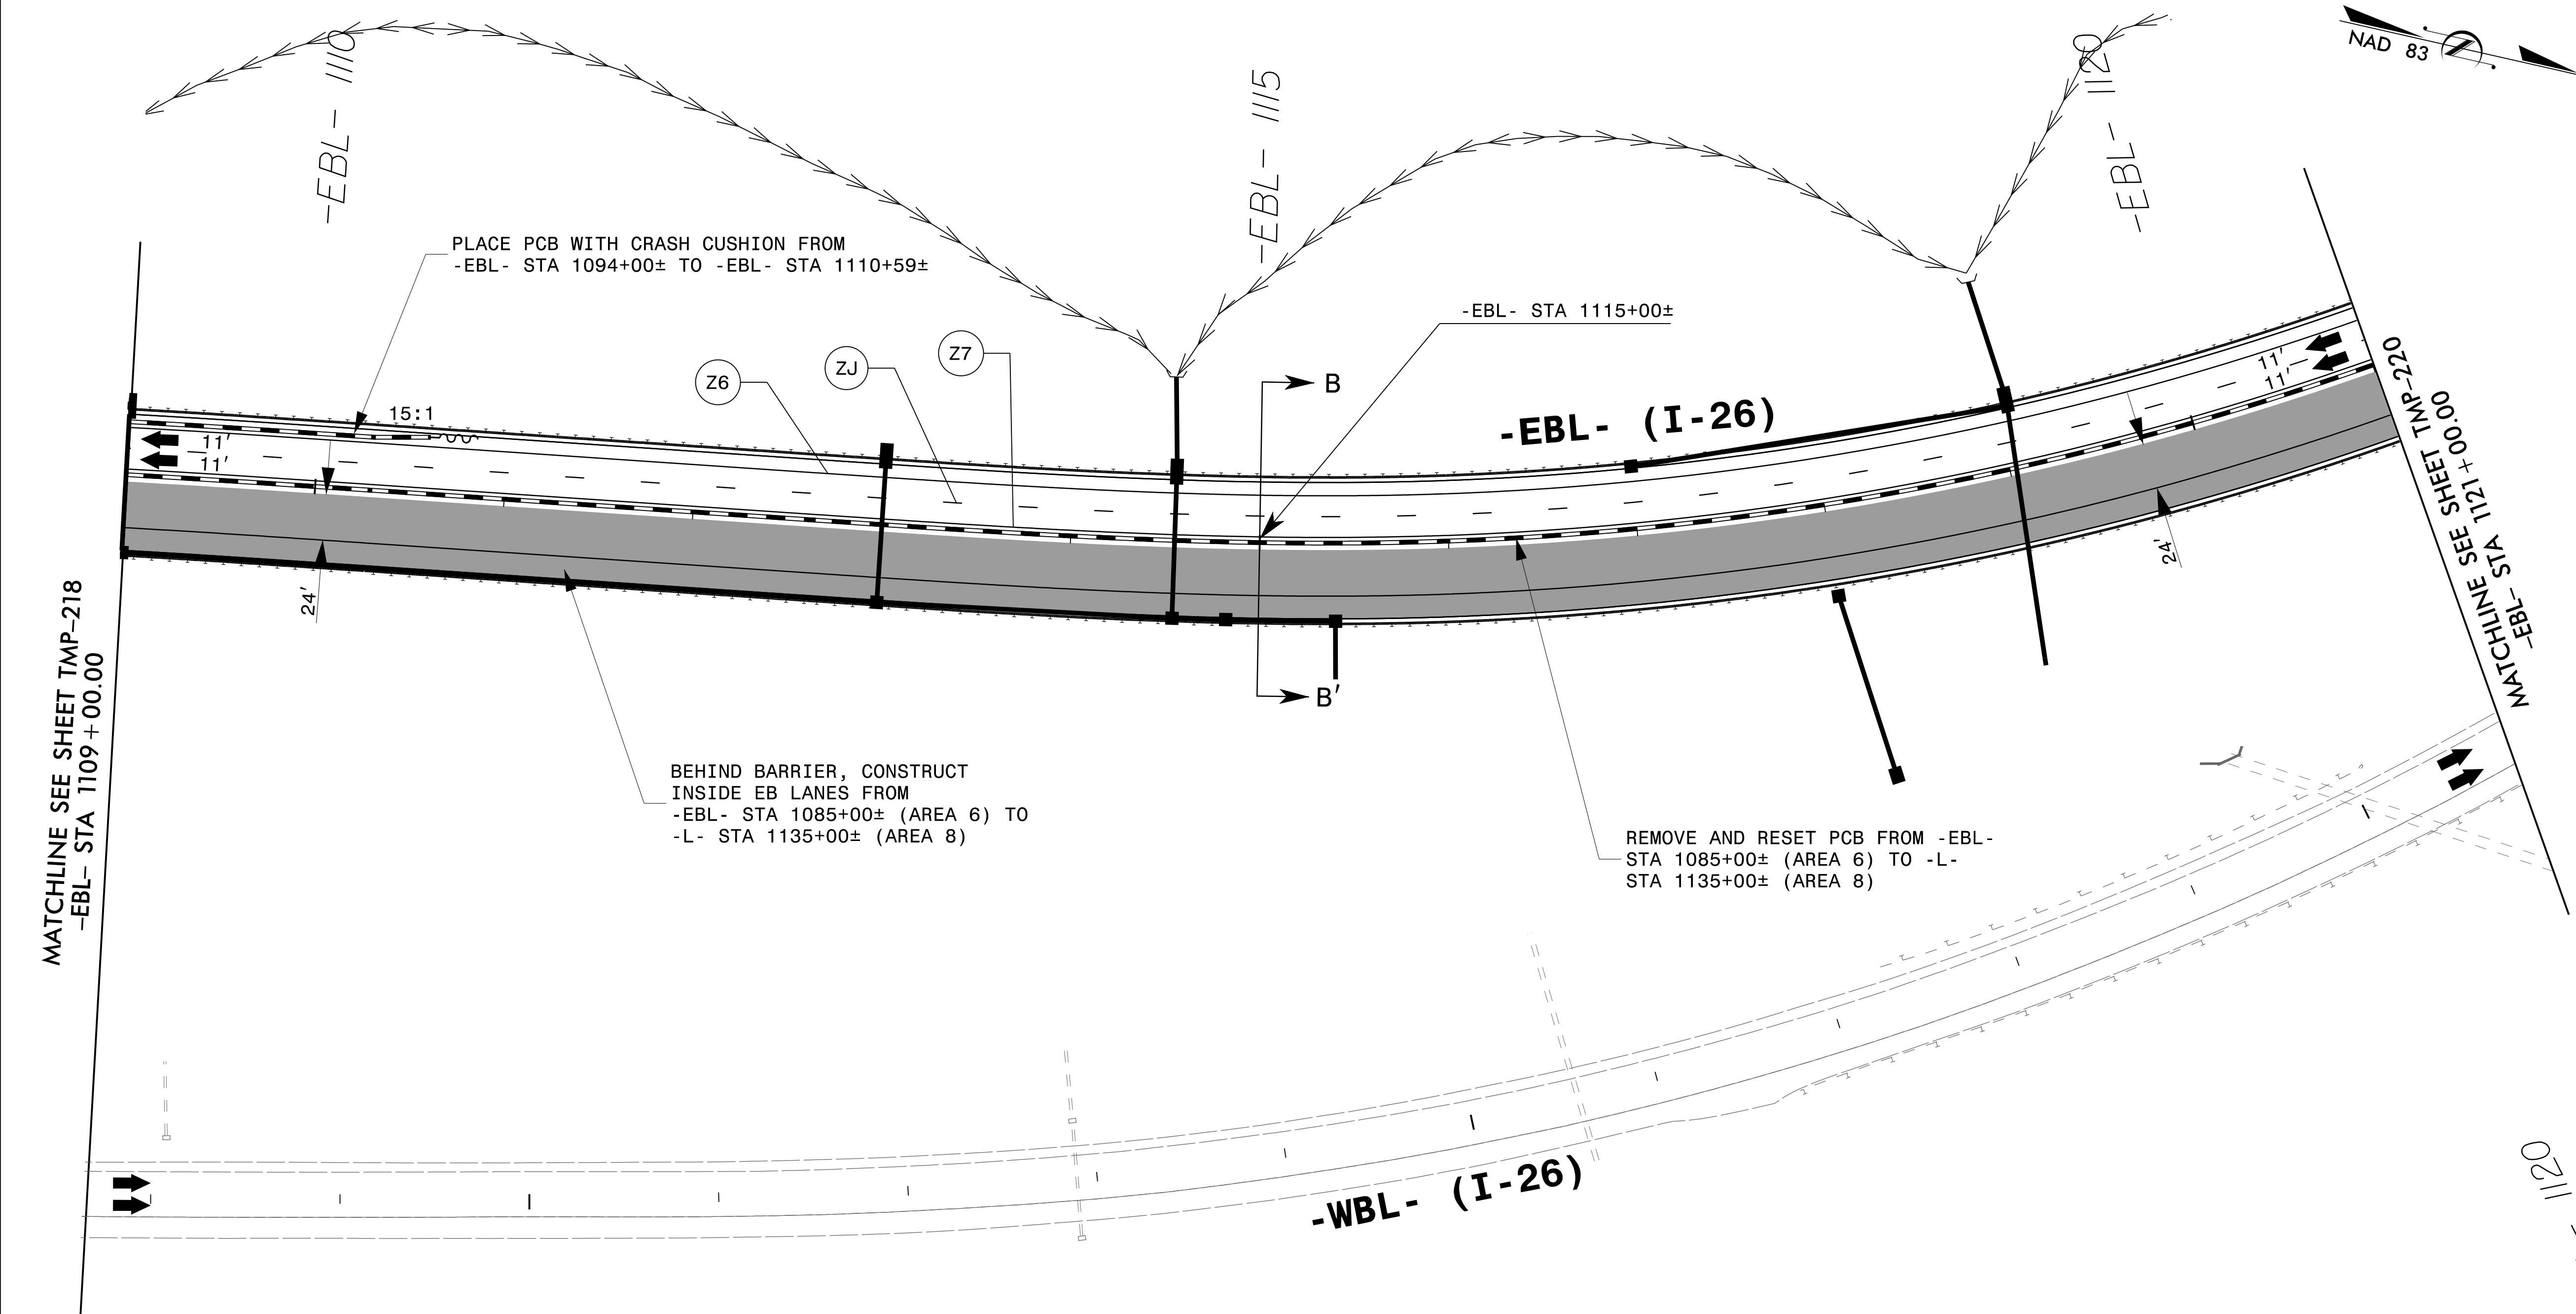 -EBL- 1110
-EBL- 1115
-EBL- 1120
NAD 83
PLACE PCB WITH CRASH CUSHION FROM
-EBL- STA 1094+00± TO -EBL- STA 1110+59±
-EBL- STA 1115+00±
Z6
ZJ
Z7
B
-EBL- (I-26)
15:1
11'
11'
11'
11'
24'
24'
B'
MATCHLINE SEE SHEET TMP-218
-EBL- STA 1109+00.00
MATCHLINE SEE SHEET TMP-220
-EBL- STA 1121+00.00
BEHIND BARRIER, CONSTRUCT
INSIDE EB LANES FROM
-EBL- STA 1085+00± (AREA 6) TO
-L- STA 1135+00± (AREA 8)
REMOVE AND RESET PCB FROM -EBL-
STA 1085+00± (AREA 6) TO -L-
STA 1135+00± (AREA 8)
-WBL- (I-26)
1120